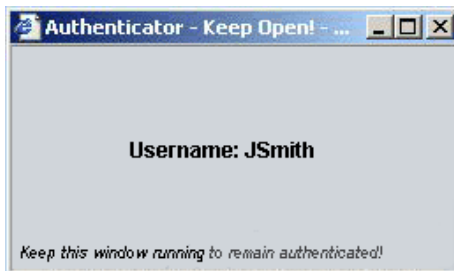 Authenticator - Keep Open! - ...
Username: JSmith
Keep this window running to remain authenticated!